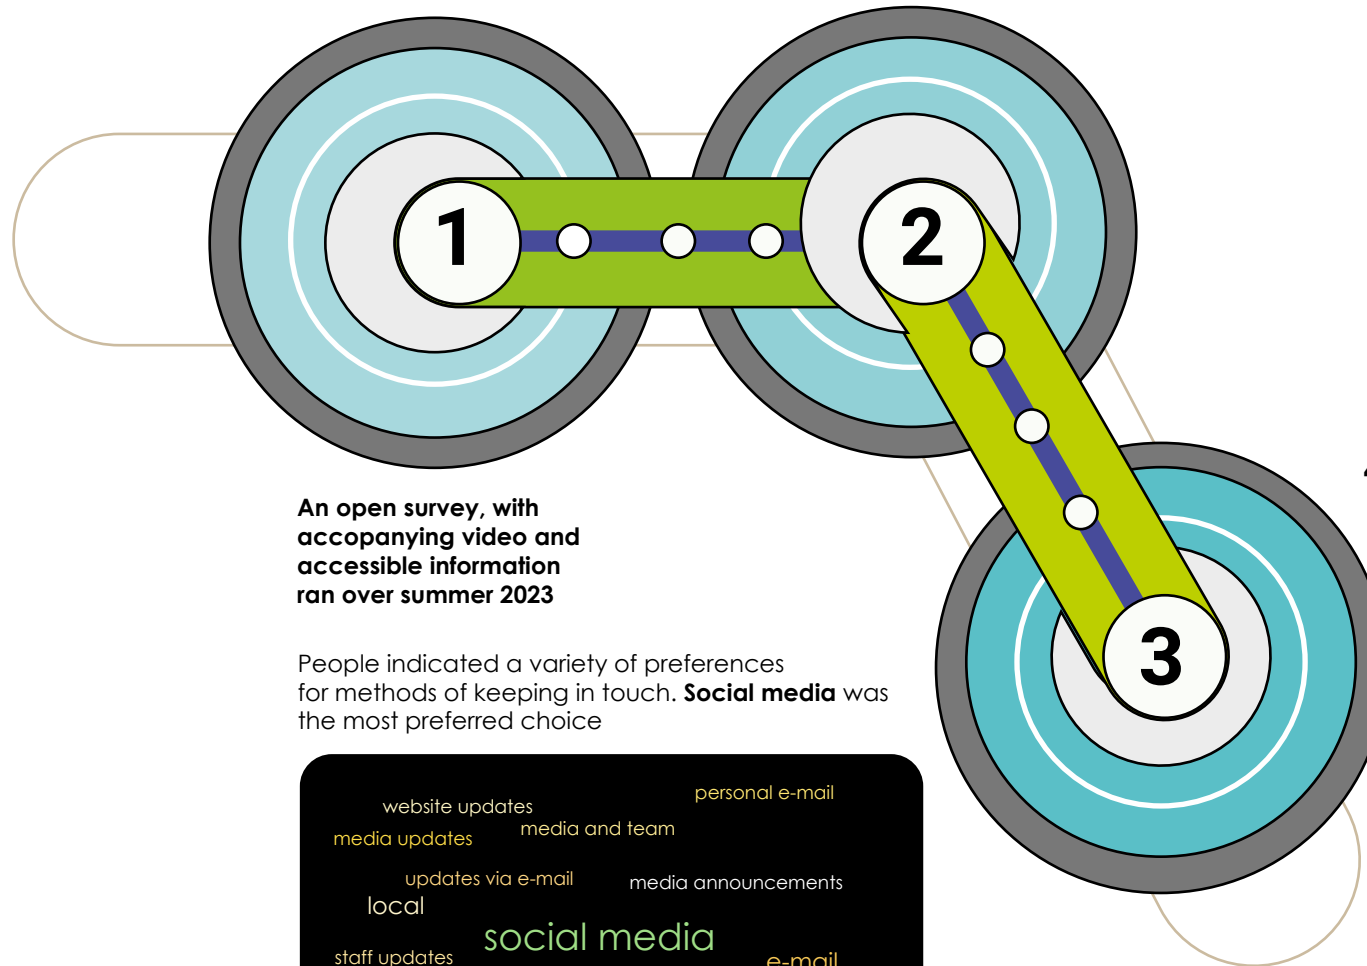 1
2
3
An open survey, with
accopanying video and
accessible information
ran over summer 2023
People indicated a variety of preferences
for methods of keeping in touch. Social media was
the most preferred choice
personal e-mail
website updates
media and team
media updates
updates via e-mail
media announcements
local
social media
staff updates
e-mail